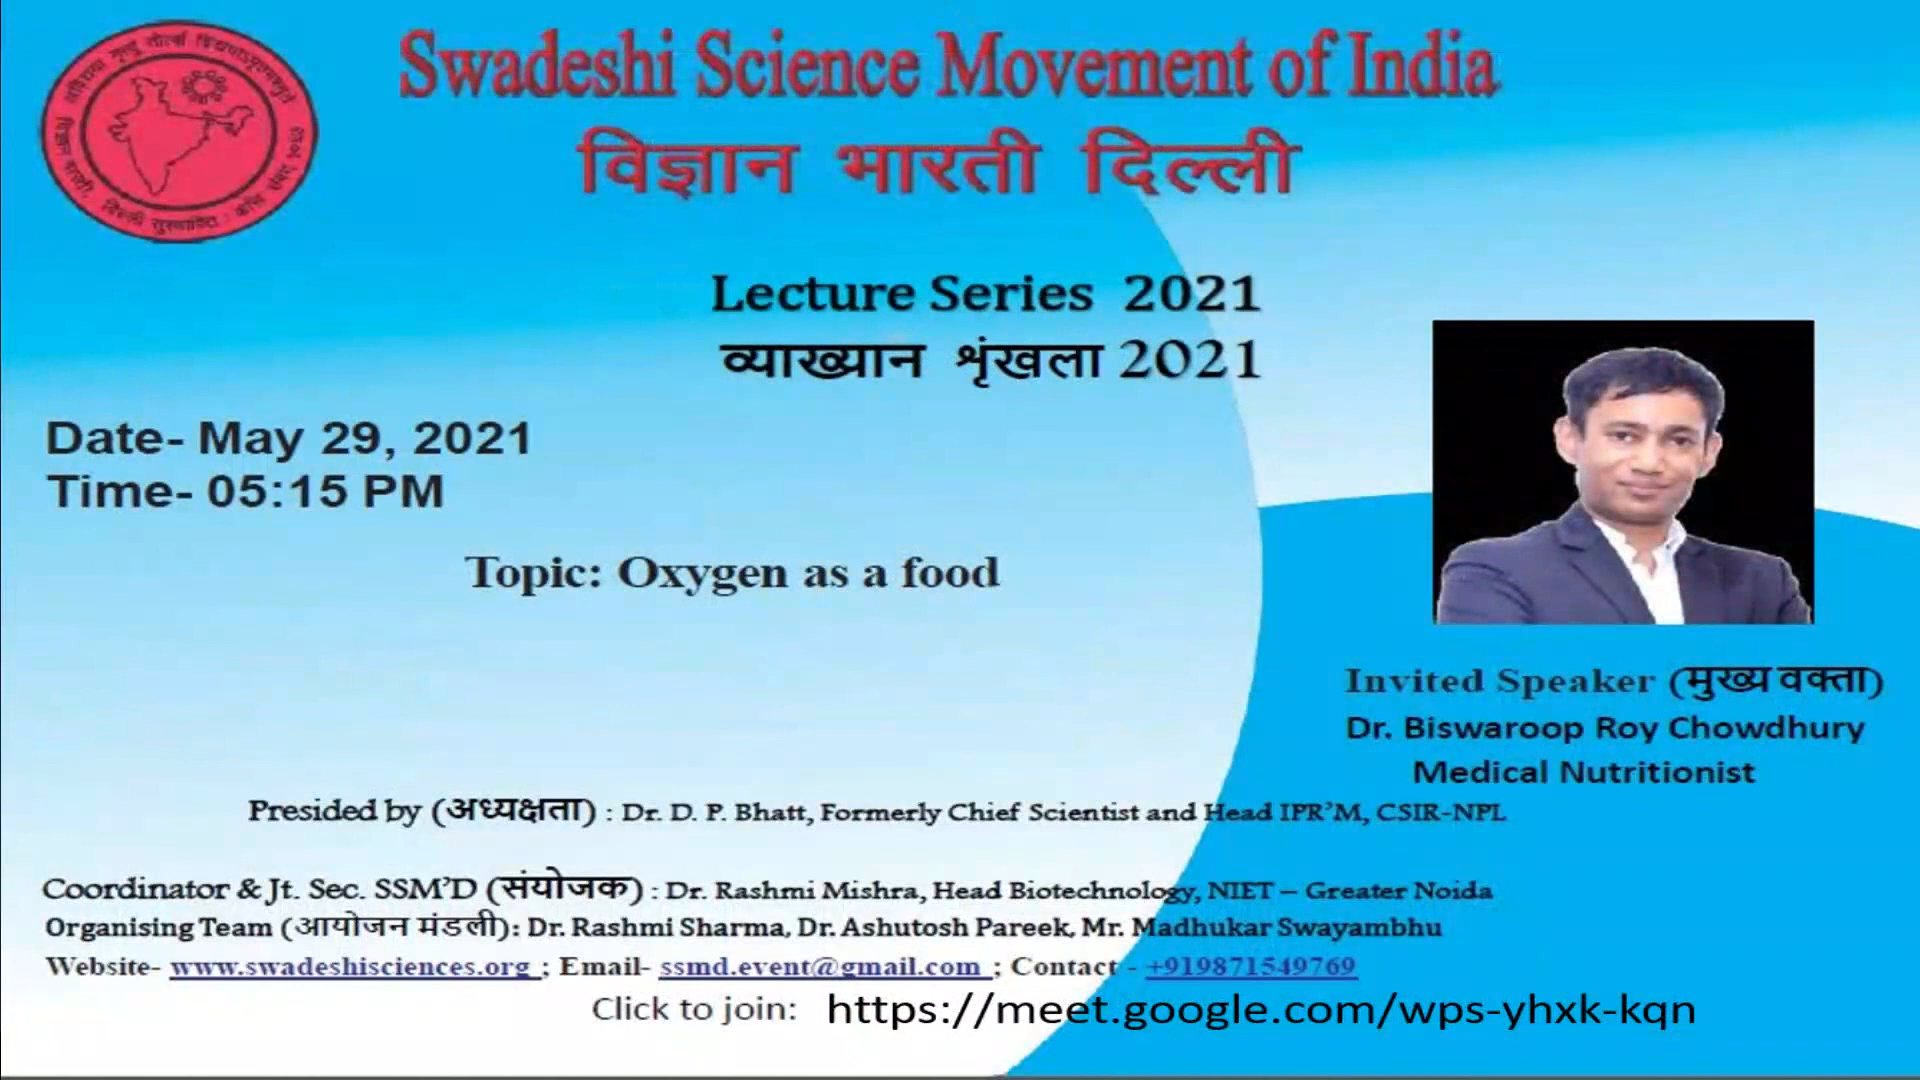 Swadeshi Science Movement of India
विज्ञान भारती दिल्ली
Lecture Series 2021
व्याख्यान शृंखला 2021
Date- May 29, 2021
Time- 05:15 PM
Topic: Oxygen as a food
Invited Speaker (मुख्य वक्ता)
Dr. Biswaroop Roy Chowdhury
Medical Nutritionist
Presided by (अध्यक्षता) : Dr. D. P. Bhatt, Formerly Chief Scientist and Head IPR'M, CSIR-NPL
Coordinator & Jt. Sec. SSM'D (संयोजक) : Dr. Rashmi Mishra, Head Biotechnology, NIET – Greater Noida
Organising Team (आयोजन मंडली): Dr. Rashmi Sharma, Dr. Ashutosh Pareek, Mr. Madhukar Swayambhu
Website- www.swadeshisciences.org ; Email- ssmd.event@gmail.com ; Contact - +919871549769
Click to join: https://meet.google.com/wps-yhxk-kqn